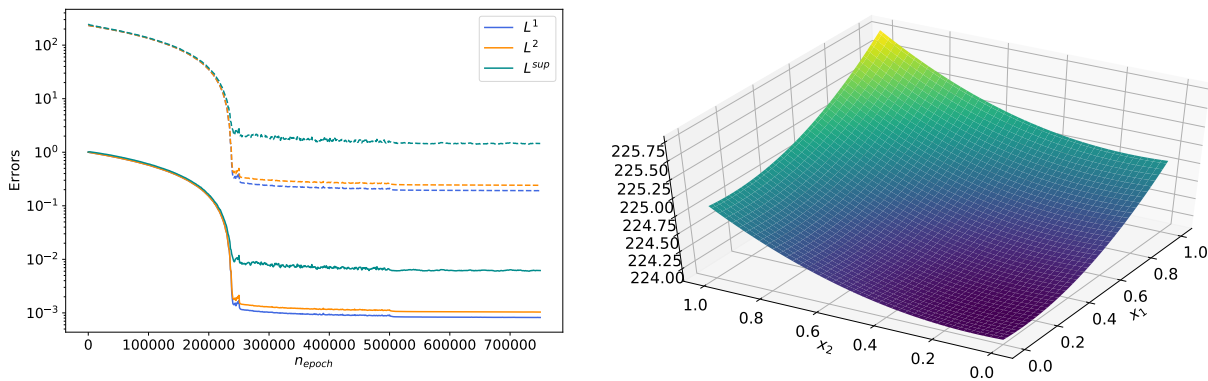 10²
10¹
10⁰
10⁻¹
10⁻²
10⁻³
Errors
L¹
L²
Lˢᵘᵖ
0 100000 200000 300000 400000 500000 600000 700000
n_epoch
225.75
225.50
225.25
225.00
224.75
224.50
224.25
224.00
1.0 0.8 0.6 0.4 0.2 0.0
x₂
0.0 0.2 0.4 0.6 0.8 1.0
x₁